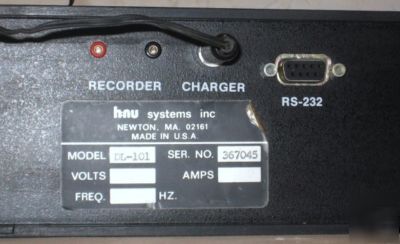 RECORDER CHARGER
RS-232
hnu systems inc
NEWTON, MA. 02161
MADE IN U.S.A.
MODEL DL-101 SER. NO. 367045
VOLTS AMPS
FREQ. HZ.